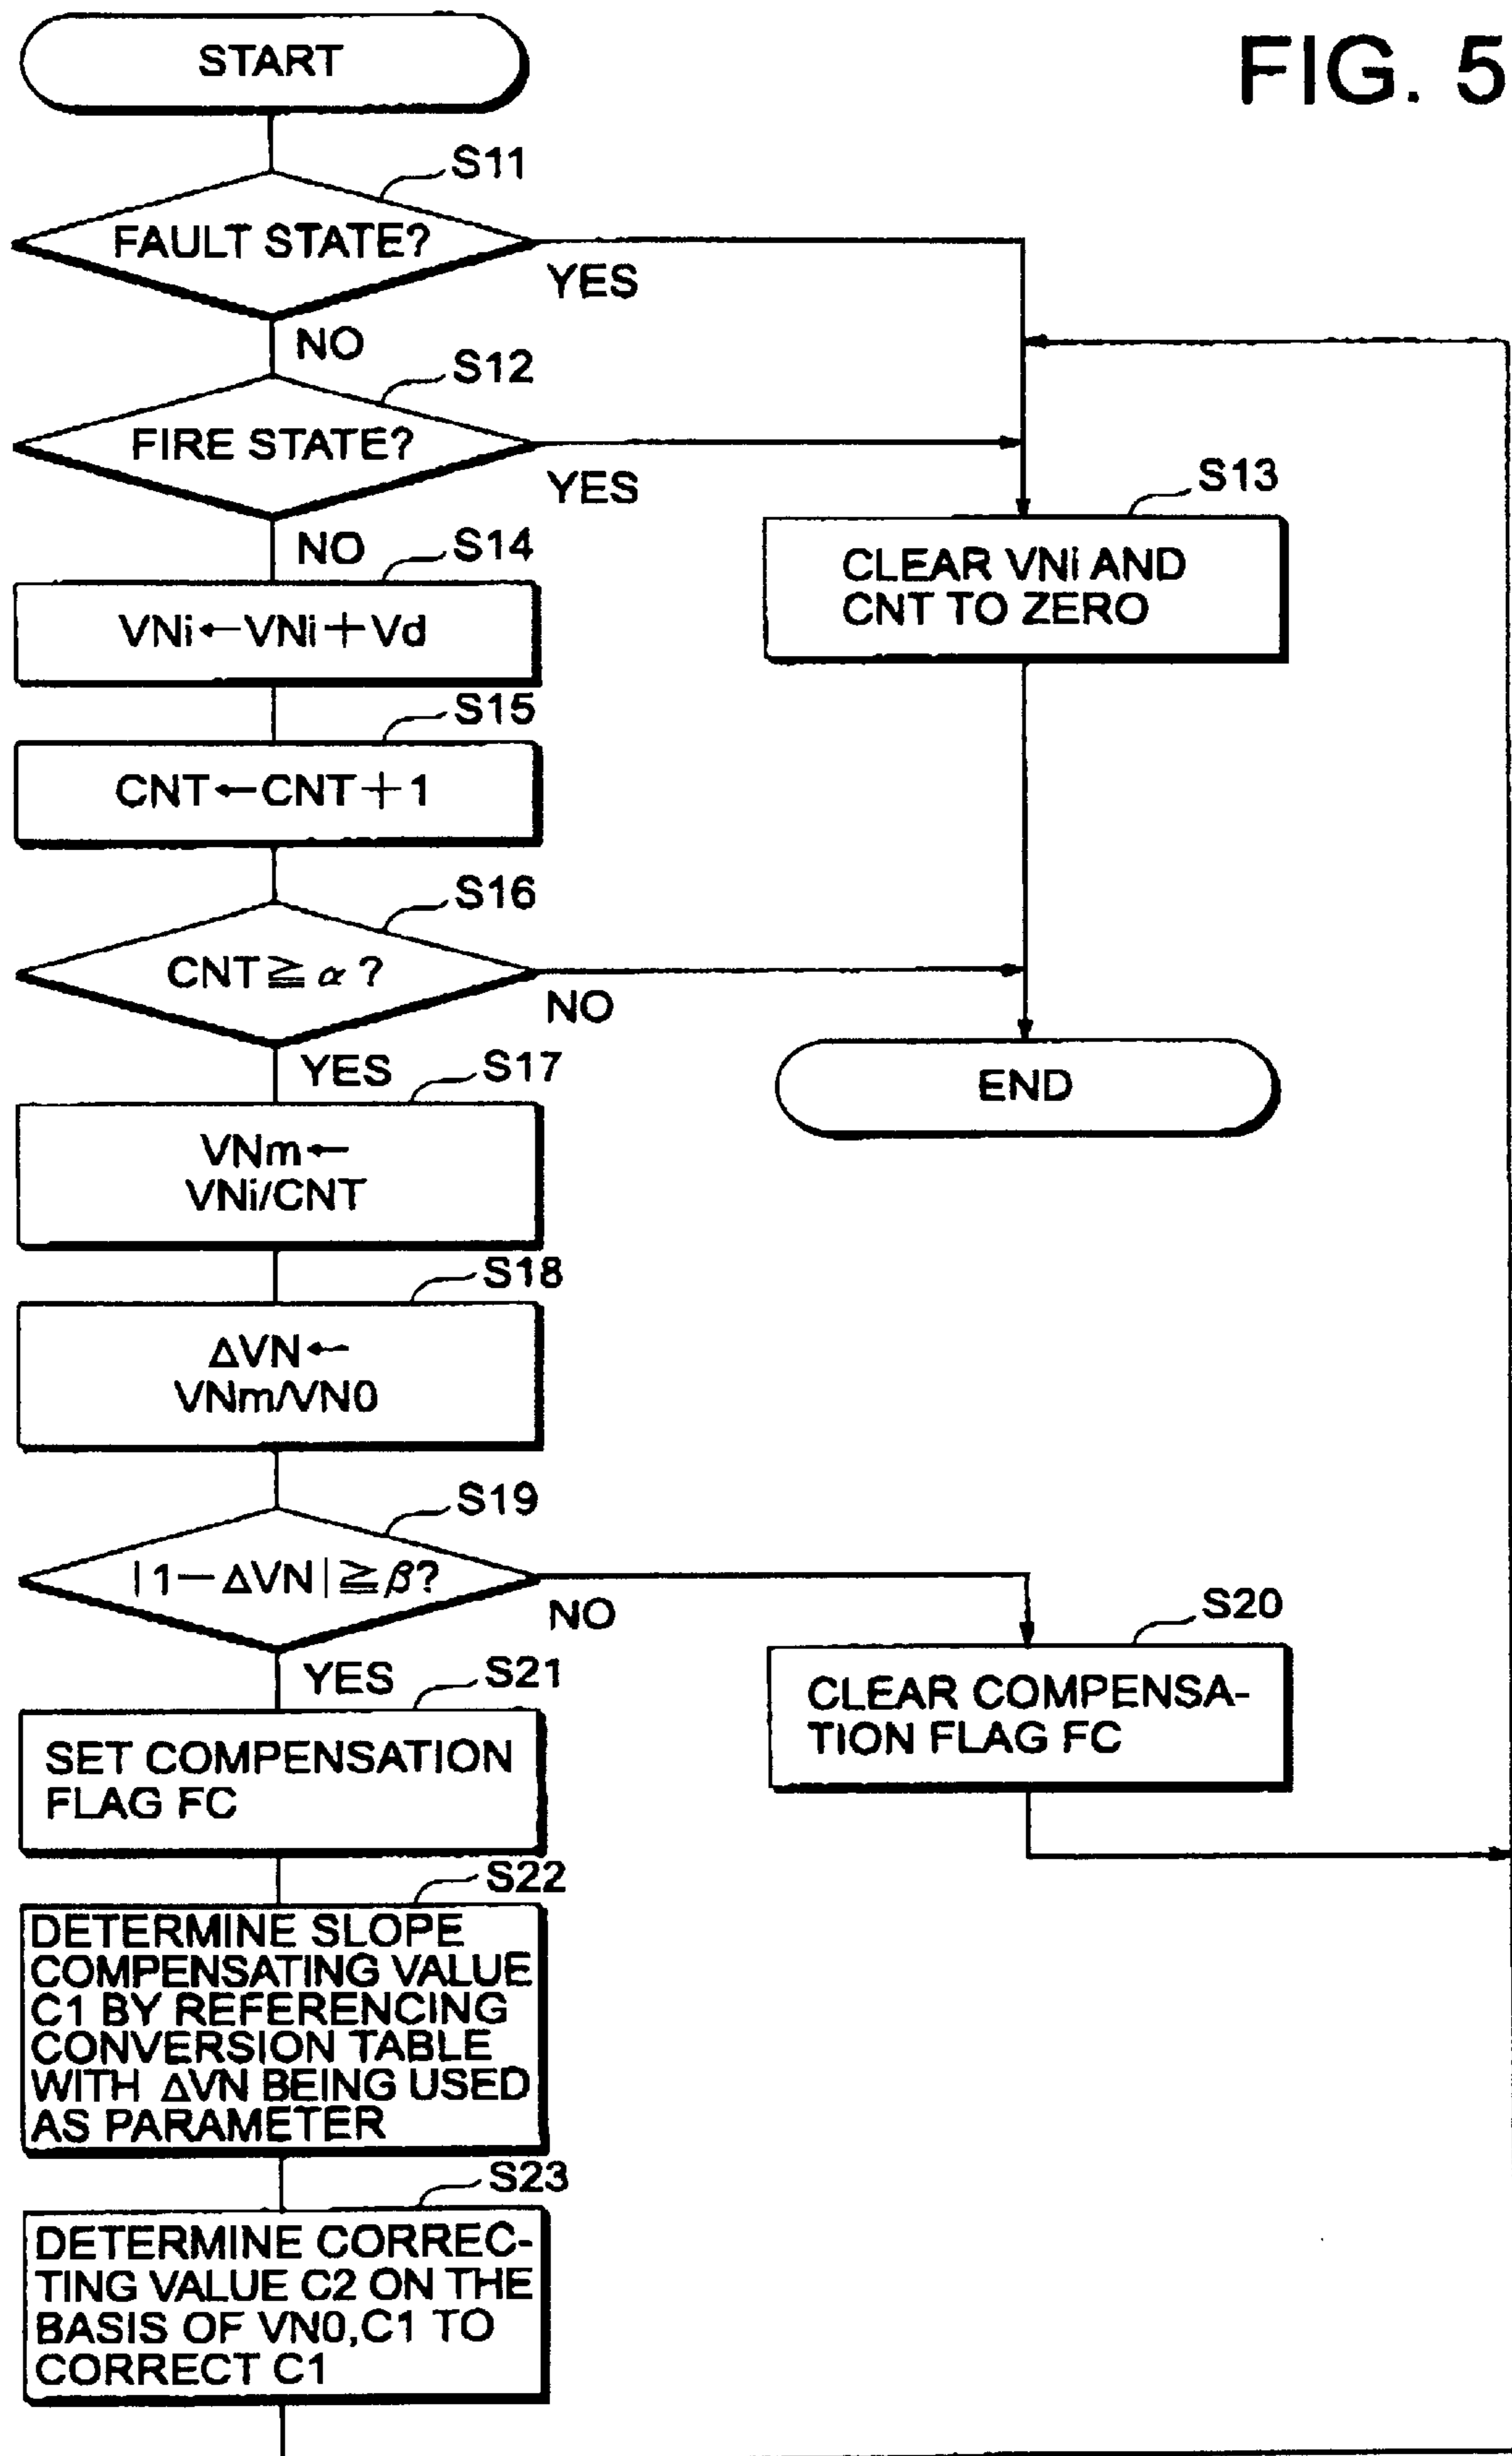 FIG. 5
START
S11
FAULT STATE?
YES
NO
S12
FIRE STATE?
YES
NO
S13
CLEAR VNi AND
CNT TO ZERO
S14
VNi←VNi+Vd
S15
CNT←CNT+1
S16
CNT≧α?
NO
YES
END
S17
VNm←
VNi/CNT
S18
ΔVN←
VNm/VN0
S19
|1-ΔVN|≧β?
NO
YES
S20
CLEAR COMPENSA-
TION FLAG FC
S21
SET COMPENSATION
FLAG FC
S22
DETERMINE SLOPE
COMPENSATING VALUE
C1 BY REFERENCING
CONVERSION TABLE
WITH ΔVN BEING USED
AS PARAMETER
S23
DETERMINE CORREC-
TING VALUE C2 ON THE
BASIS OF VN0,C1 TO
CORRECT C1